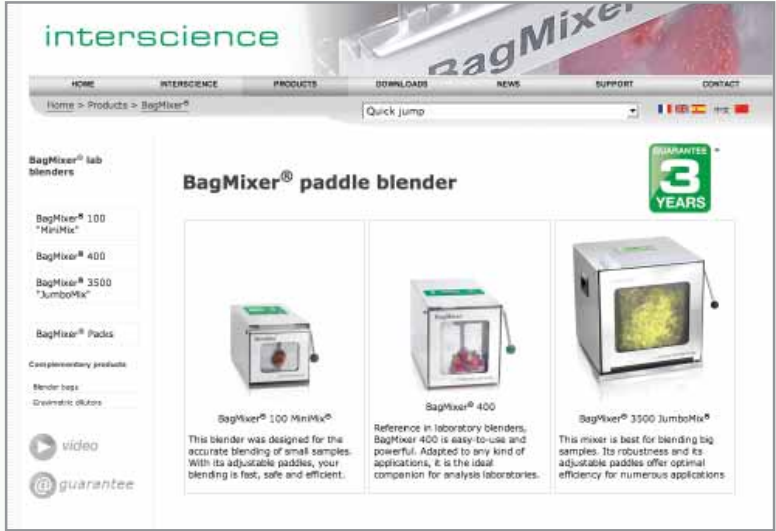 interscience
BagMixer
HOME INTERSCIENCE PRODUCTS DOWNLOADS NEWS SUPPORT CONTACT
Home > Products > BagMixer®
Quick jump
中文
BagMixer® lab
blenders
BagMixer® 100
"MiniMix"
BagMixer® 400
BagMixer® 3500
"JumboMix"
BagMixer® Packs
Complementary products
Blender bags
Gravimetric dilutors
video
@ guarantee
BagMixer® paddle blender
GUARANTEE
3
YEARS
BagMixer® 100 MiniMix®
This blender was designed for the
accurate blending of small samples.
With its adjustable paddles, your
blending is fast, safe and efficient.
BagMixer
BagMixer® 400
Reference in laboratory blenders,
BagMixer 400 is easy-to-use and
powerful. Adapted to any kind of
applications, it is the ideal
companion for analysis laboratories.
BagMixer® 3500 JumboMix®
This mixer is best for blending big
samples. Its robustness and its
adjustable paddles offer optimal
efficiency for numerous applications